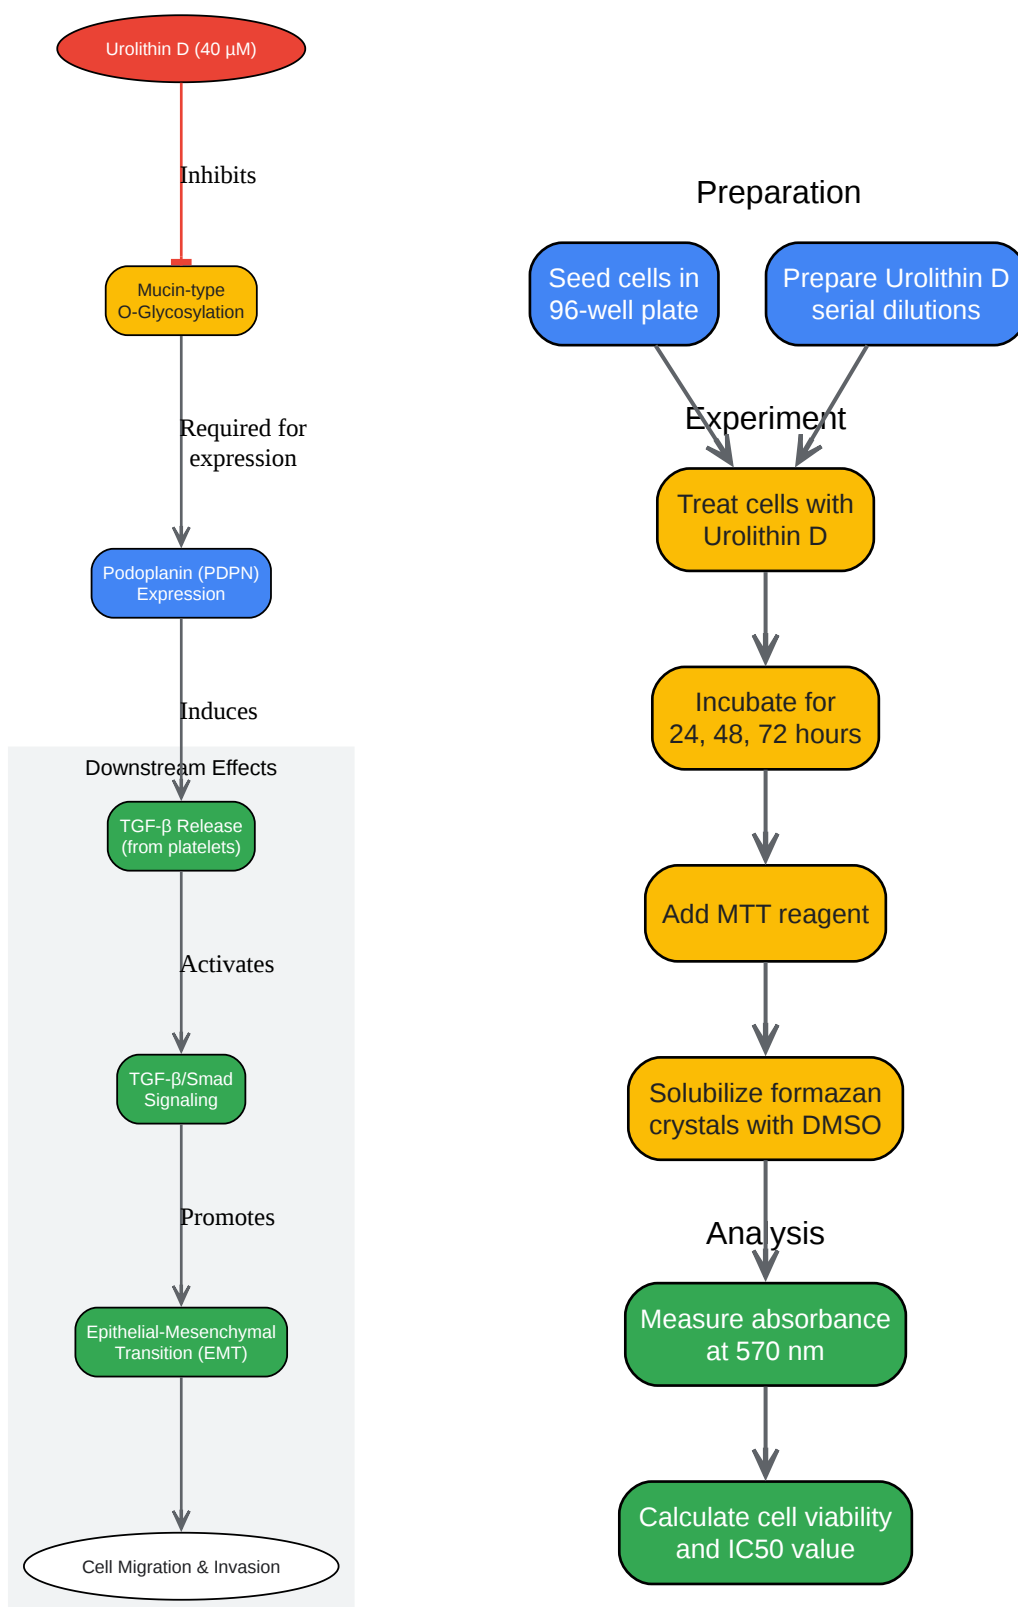 Urolithin D (40 µM)
Inhibits
Mucin-type
O-Glycosylation
Required for
expression
Podoplanin (PDPN)
Expression
Induces
Downstream Effects
TGF-β Release
(from platelets)
Activates
TGF-β/Smad
Signaling
Promotes
Epithelial-Mesenchymal
Transition (EMT)
Cell Migration & Invasion
Preparation
Seed cells in
96-well plate
Prepare Urolithin D
serial dilutions
Experiment
Treat cells with
Urolithin D
Incubate for
24, 48, 72 hours
Add MTT reagent
Solubilize formazan
crystals with DMSO
Analysis
Measure absorbance
at 570 nm
Calculate cell viability
and IC50 value